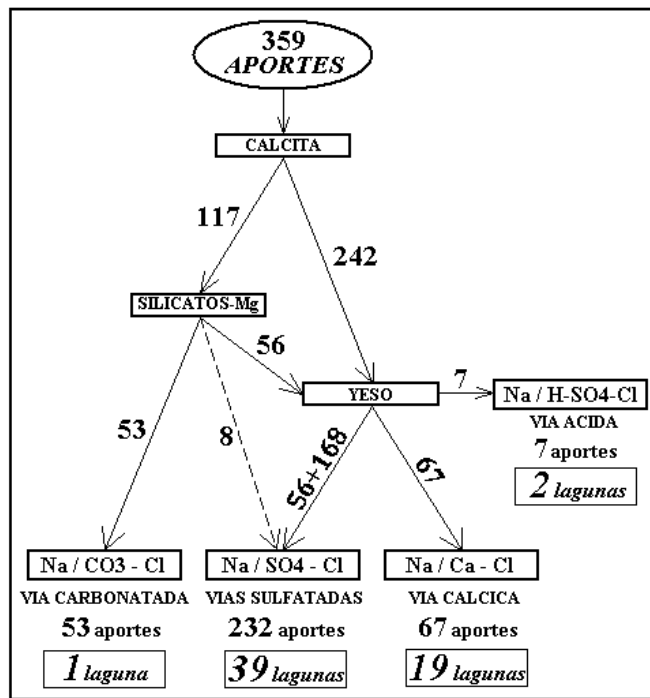 359
APORTES
CALCITA
117
242
SILICATOS-Mg
56
YESO
7
Na / H-SO4-Cl
VIA ACIDA
7 aportes
2 lagunas
53
8
56+168
67
Na / CO3 - Cl
VIA CARBONATADA
53 aportes
1 laguna
Na / SO4 - Cl
VIAS SULFATADAS
232 aportes
39 lagunas
Na / Ca - Cl
VIA CALCICA
67 aportes
19 lagunas